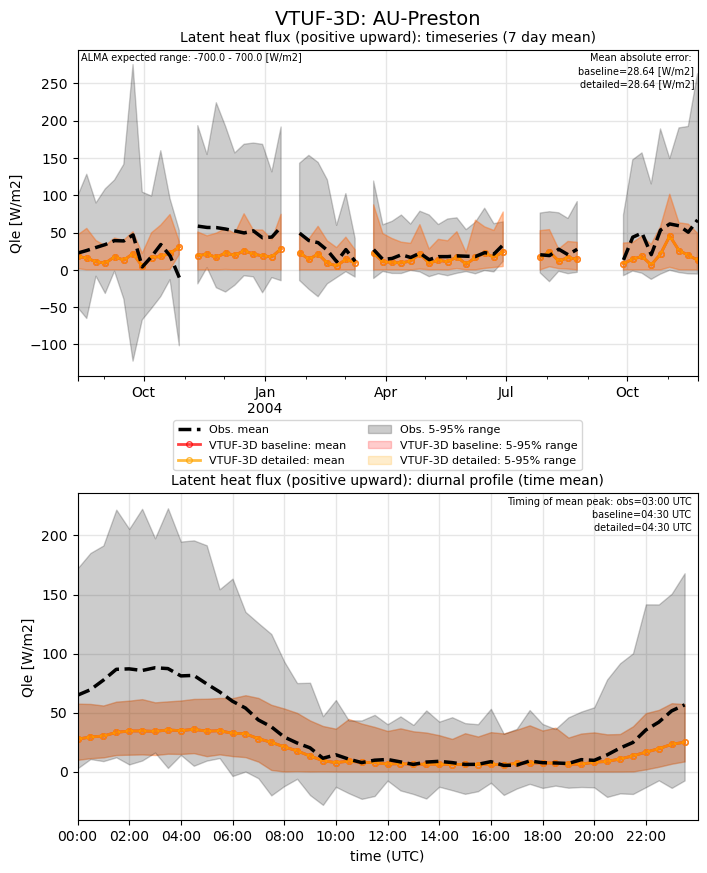 VTUF-3D: AU-Preston
Latent heat flux (positive upward): timeseries (7 day mean)
ALMA expected range: -700.0 - 700.0 [W/m2]
Mean absolute error:
baseline=28.64 [W/m2]
detailed=28.64 [W/m2]
250
200
150
100
50
0
−50
−100
Qle [W/m2]
Oct
Jan
2004
Apr
Jul
Oct
Obs. mean
VTUF-3D baseline: mean
VTUF-3D detailed: mean
Obs. 5-95% range
VTUF-3D baseline: 5-95% range
VTUF-3D detailed: 5-95% range
Latent heat flux (positive upward): diurnal profile (time mean)
Timing of mean peak: obs=03:00 UTC
baseline=04:30 UTC
detailed=04:30 UTC
200
150
100
50
0
Qle [W/m2]
00:00 02:00 04:00 06:00 08:00 10:00 12:00 14:00 16:00 18:00 20:00 22:00
time (UTC)